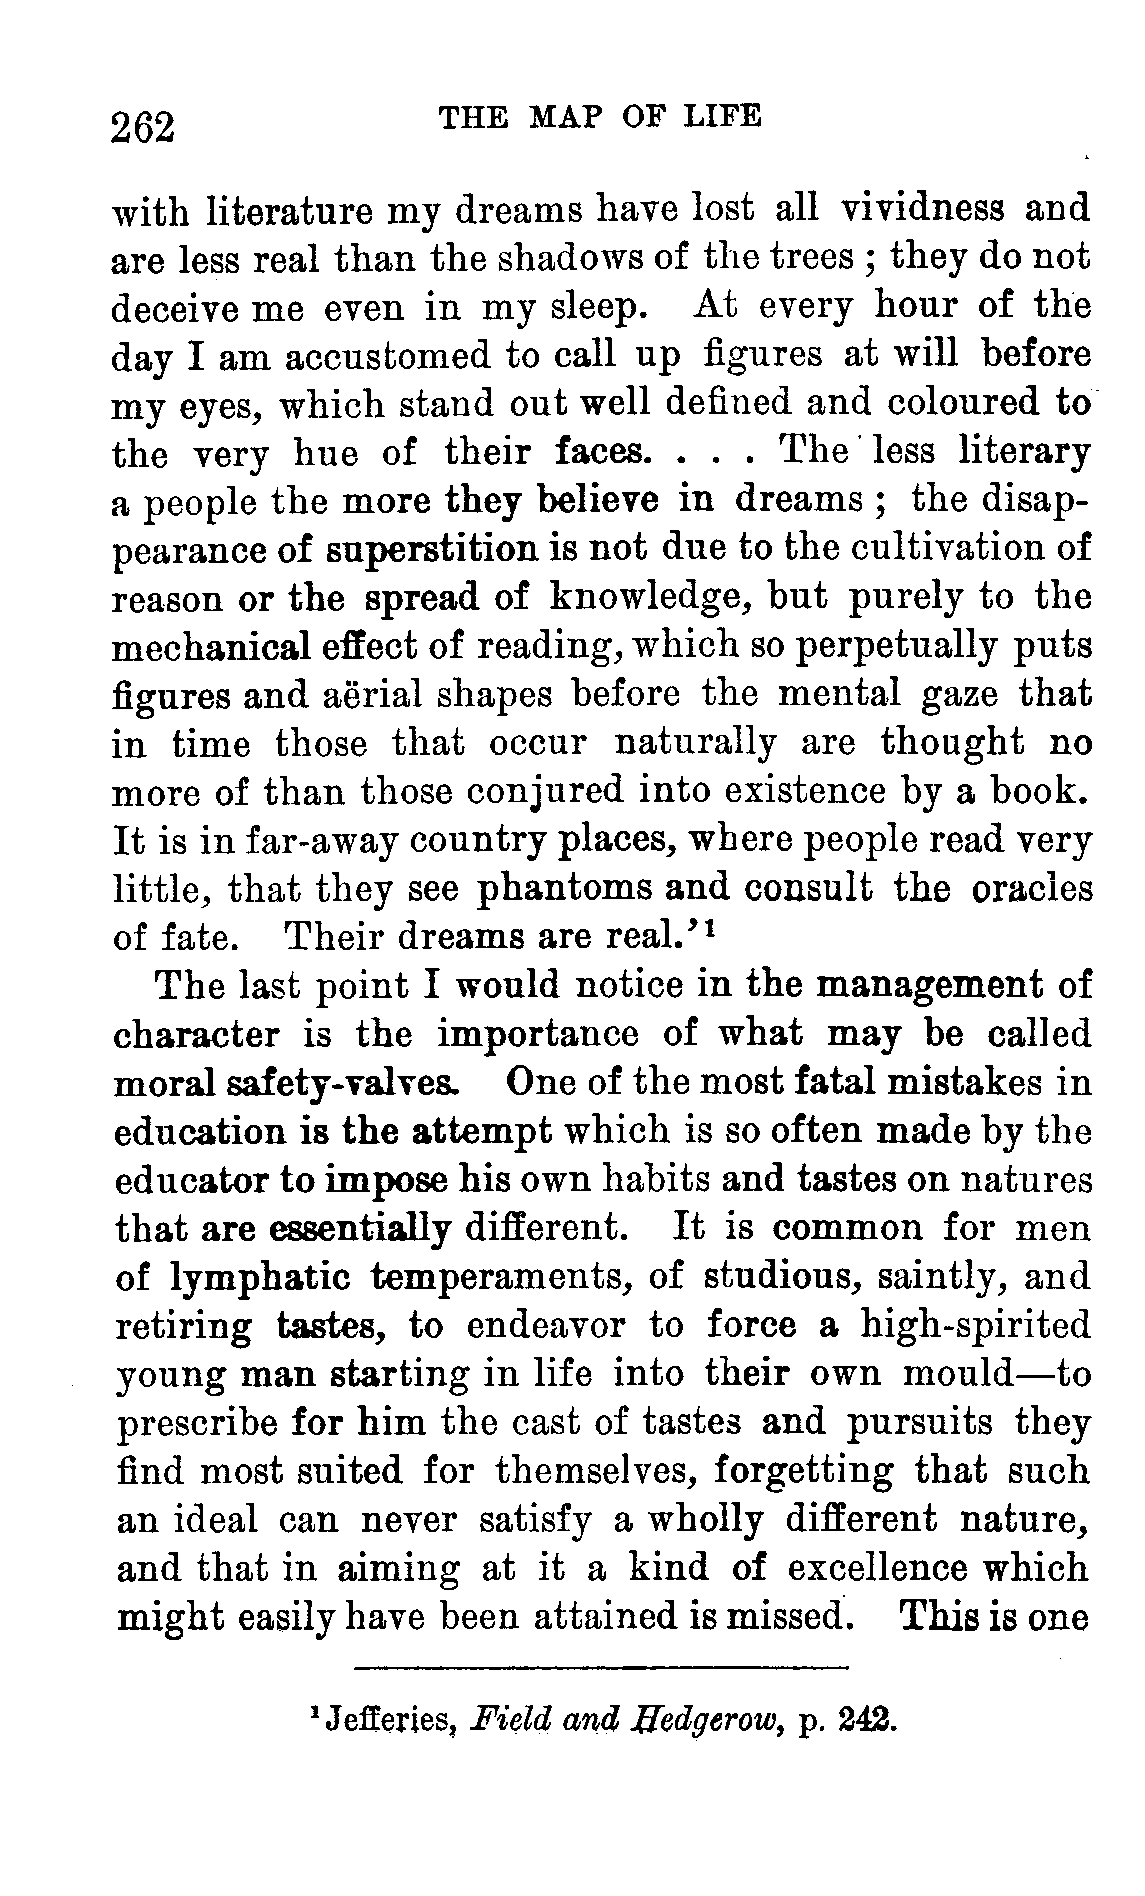 262 THE MAP OF LIFE
with literature my dreams have lost all vividness and
are less real than the shadows of the trees ; they do not
deceive me even in my sleep. At every hour of the
day I am accustomed to call up figures at will before
my eyes, which stand out well defined and coloured to
the very hue of their faces. . . . The less literary
a people the more they believe in dreams ; the disap-
pearance of superstition is not due to the cultivation of
reason or the spread of knowledge, but purely to the
mechanical effect of reading, which so perpetually puts
figures and aërial shapes before the mental gaze that
in time those that occur naturally are thought no
more of than those conjured into existence by a book.
It is in far-away country places, where people read very
little, that they see phantoms and consult the oracles
of fate. Their dreams are real.’¹
The last point I would notice in the management of
character is the importance of what may be called
moral safety-valves. One of the most fatal mistakes in
education is the attempt which is so often made by the
educator to impose his own habits and tastes on natures
that are essentially different. It is common for men
of lymphatic temperaments, of studious, saintly, and
retiring tastes, to endeavor to force a high-spirited
young man starting in life into their own mould—to
prescribe for him the cast of tastes and pursuits they
find most suited for themselves, forgetting that such
an ideal can never satisfy a wholly different nature,
and that in aiming at it a kind of excellence which
might easily have been attained is missed. This is one
¹ Jefferies, Field and Hedgerow, p. 242.